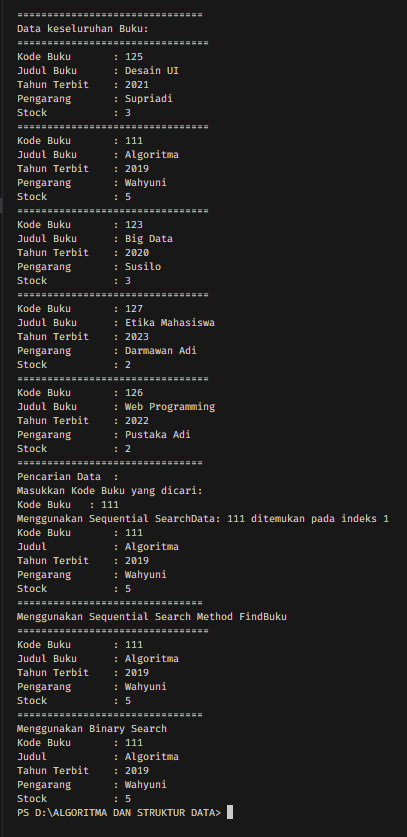 ===============================
Data keseluruhan Buku:
================================
Kode Buku       : 125
Judul Buku      : Desain UI
Tahun Terbit    : 2021
Pengarang       : Supriadi
Stock           : 3
================================
Kode Buku       : 111
Judul Buku      : Algoritma
Tahun Terbit    : 2019
Pengarang       : Wahyuni
Stock           : 5
================================
Kode Buku       : 123
Judul Buku      : Big Data
Tahun Terbit    : 2020
Pengarang       : Susilo
Stock           : 3
================================
Kode Buku       : 127
Judul Buku      : Etika Mahasiswa
Tahun Terbit    : 2023
Pengarang       : Darmawan Adi
Stock           : 2
================================
Kode Buku       : 126
Judul Buku      : Web Programming
Tahun Terbit    : 2022
Pengarang       : Pustaka Adi
Stock           : 2
===============================
Pencarian Data  :
Masukkan Kode Buku yang dicari:
Kode Buku   : 111
Menggunakan Sequential SearchData: 111 ditemukan pada indeks 1
Kode Buku       : 111
Judul           : Algoritma
Tahun Terbit    : 2019
Pengarang       : Wahyuni
Stock           : 5
===============================
Menggunakan Sequential Search Method FindBuku
================================
Kode Buku       : 111
Judul Buku      : Algoritma
Tahun Terbit    : 2019
Pengarang       : Wahyuni
Stock           : 5
===============================
Menggunakan Binary Search
Kode Buku       : 111
Judul           : Algoritma
Tahun Terbit    : 2019
Pengarang       : Wahyuni
Stock           : 5
PS D:\ALGORITMA DAN STRUKTUR DATA>